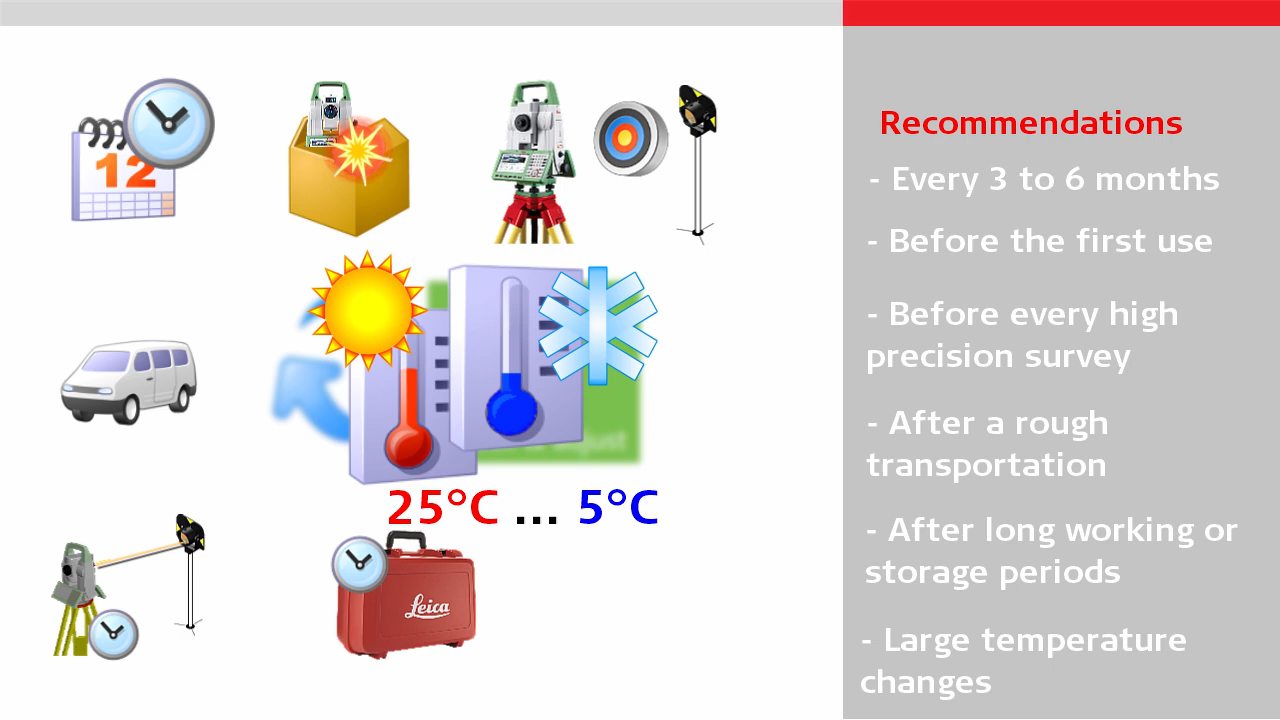 12
Leica
adjust
25°C ... 5°C
Recommendations
- Every 3 to 6 months
- Before the first use
- Before every high
precision survey
- After a rough
transportation
- After long working or
storage periods
- Large temperature
changes